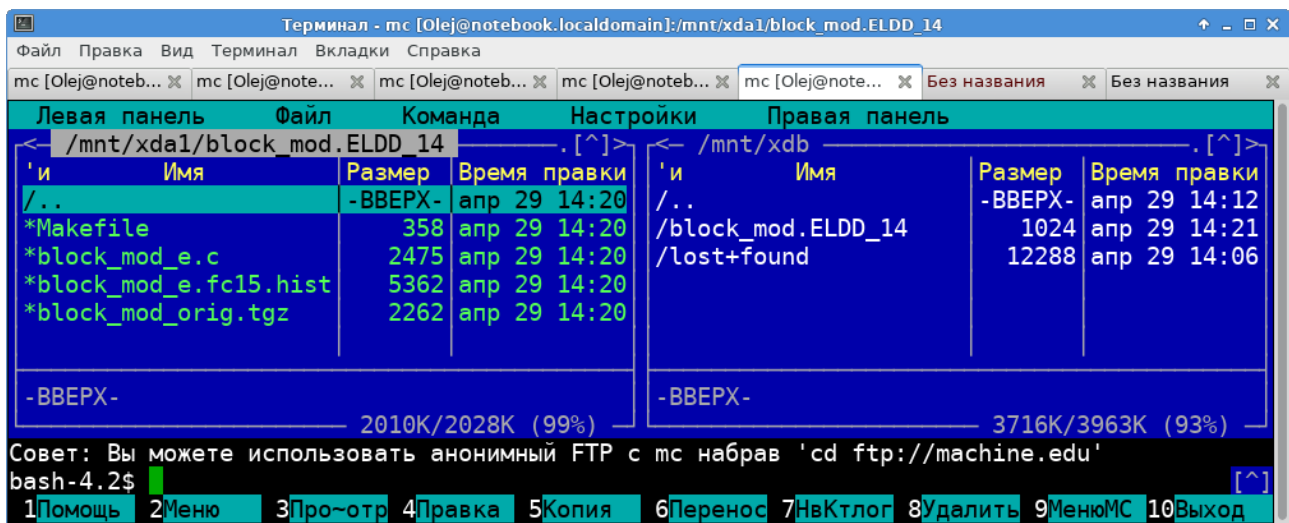 Терминал - mc [Olej@notebook.localdomain]:/mnt/xda1/block_mod.ELDD_14
Файл Правка Вид Терминал Вкладки Справка
mc [Olej@noteb... mc [Olej@note... mc [Olej@noteb... mc [Olej@noteb... mc [Olej@note... Без названия Без названия
Левая панель Файл Команда Настройки Правая панель
<─ /mnt/xda1/block_mod.ELDD_14 ─.[^]> <─ /mnt/xdb ─.[^]>
'и Имя Размер Время правки 'и Имя Размер Время правки
/.. -ВВЕРХ- апр 29 14:20 /.. -ВВЕРХ- апр 29 14:12
*Makefile 358 апр 29 14:20 /block_mod.ELDD_14 1024 апр 29 14:21
*block_mod_e.c 2475 апр 29 14:20 /lost+found 12288 апр 29 14:06
*block_mod_e.fc15.hist 5362 апр 29 14:20
*block_mod_orig.tgz 2262 апр 29 14:20
-ВВЕРХ- -ВВЕРХ-
2010K/2028K (99%) 3716K/3963K (93%)
Совет: Вы можете использовать анонимный FTP с mc набрав 'cd ftp://machine.edu'
bash-4.2$ [^]
1Помощь 2Меню 3Про~отр 4Правка 5Копия 6Перенос 7НвКтлог 8Удалить 9МенюMC 10Выход